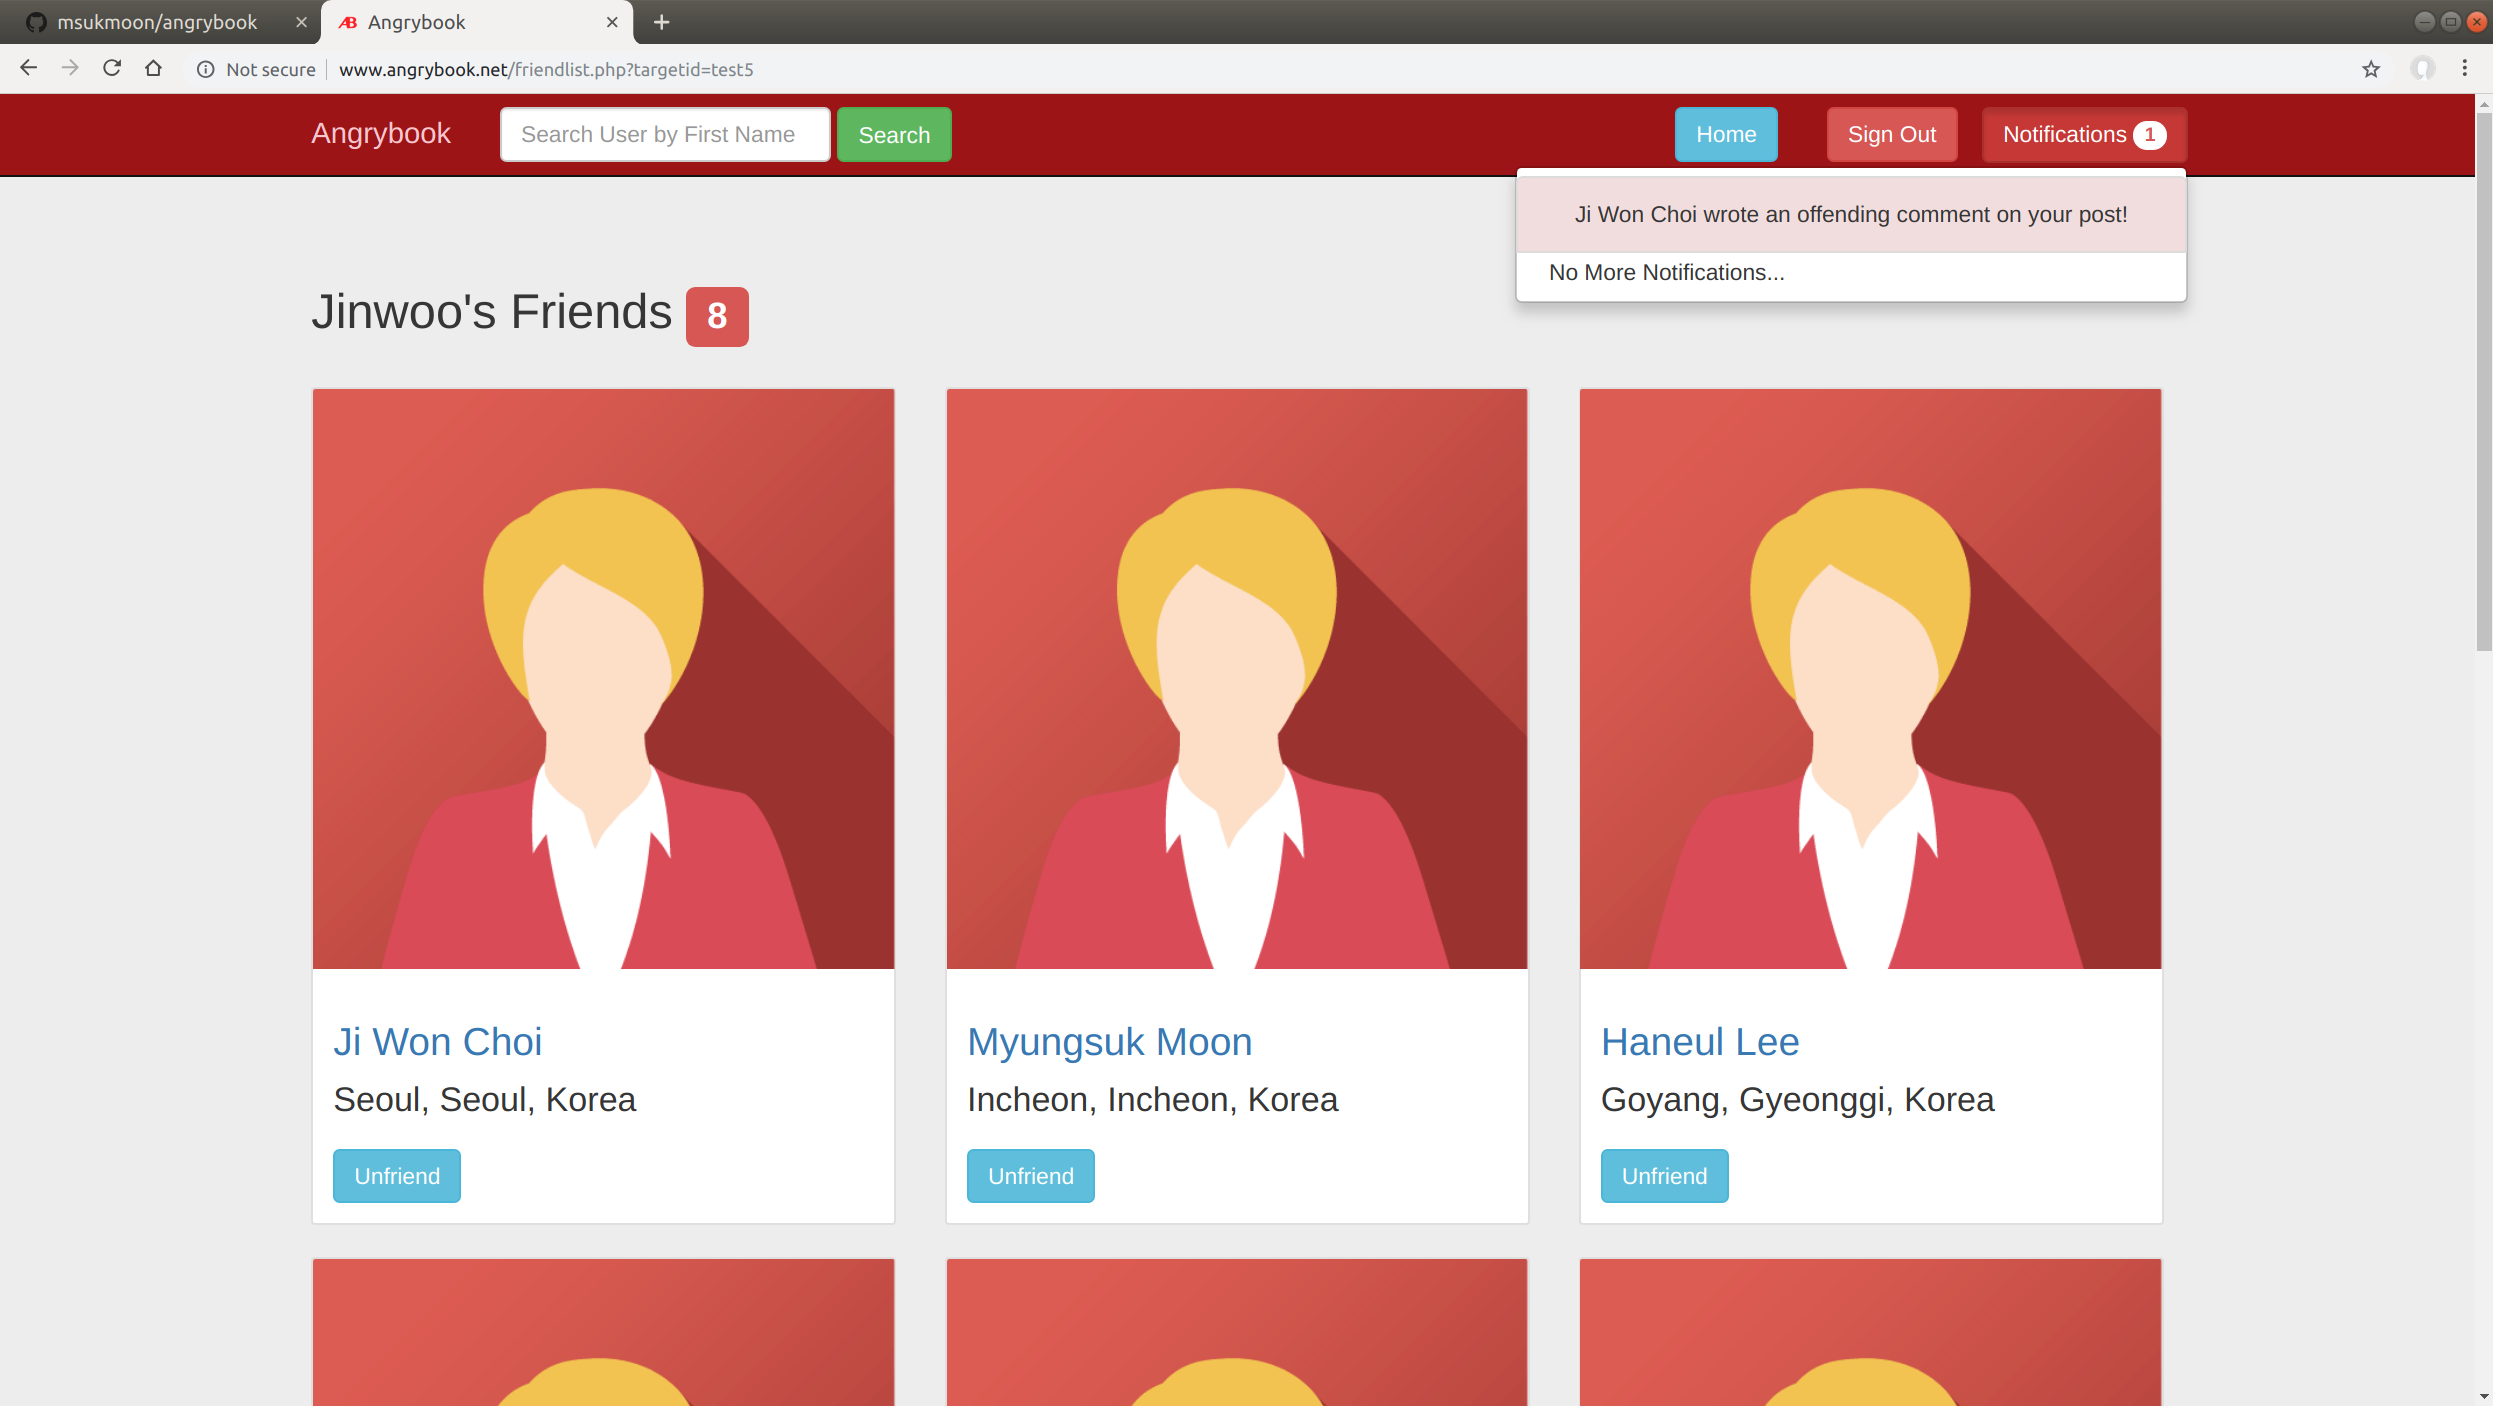 msukmoon/angrybook
Angrybook
Not secure www.angrybook.net/friendlist.php?targetid=test5
Angrybook Search User by First Name Search Home Sign Out Notifications 1
Ji Won Choi wrote an offending comment on your post!
No More Notifications...
Jinwoo's Friends 8
Ji Won Choi
Seoul, Seoul, Korea
Unfriend
Myungsuk Moon
Incheon, Incheon, Korea
Unfriend
Haneul Lee
Goyang, Gyeonggi, Korea
Unfriend